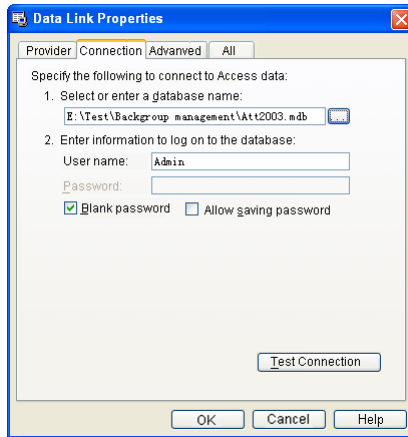 Data Link Properties
Provider Connection Advanved All
Specify the following to connect to Access data:
1. Select or enter a database name:
E:\Test\Backgroup management\Att2003.mdb ...
2. Enter information to log on to the database:
User name: Admin
Password:
Blank password Allow saving password
Test Connection
OK Cancel Help